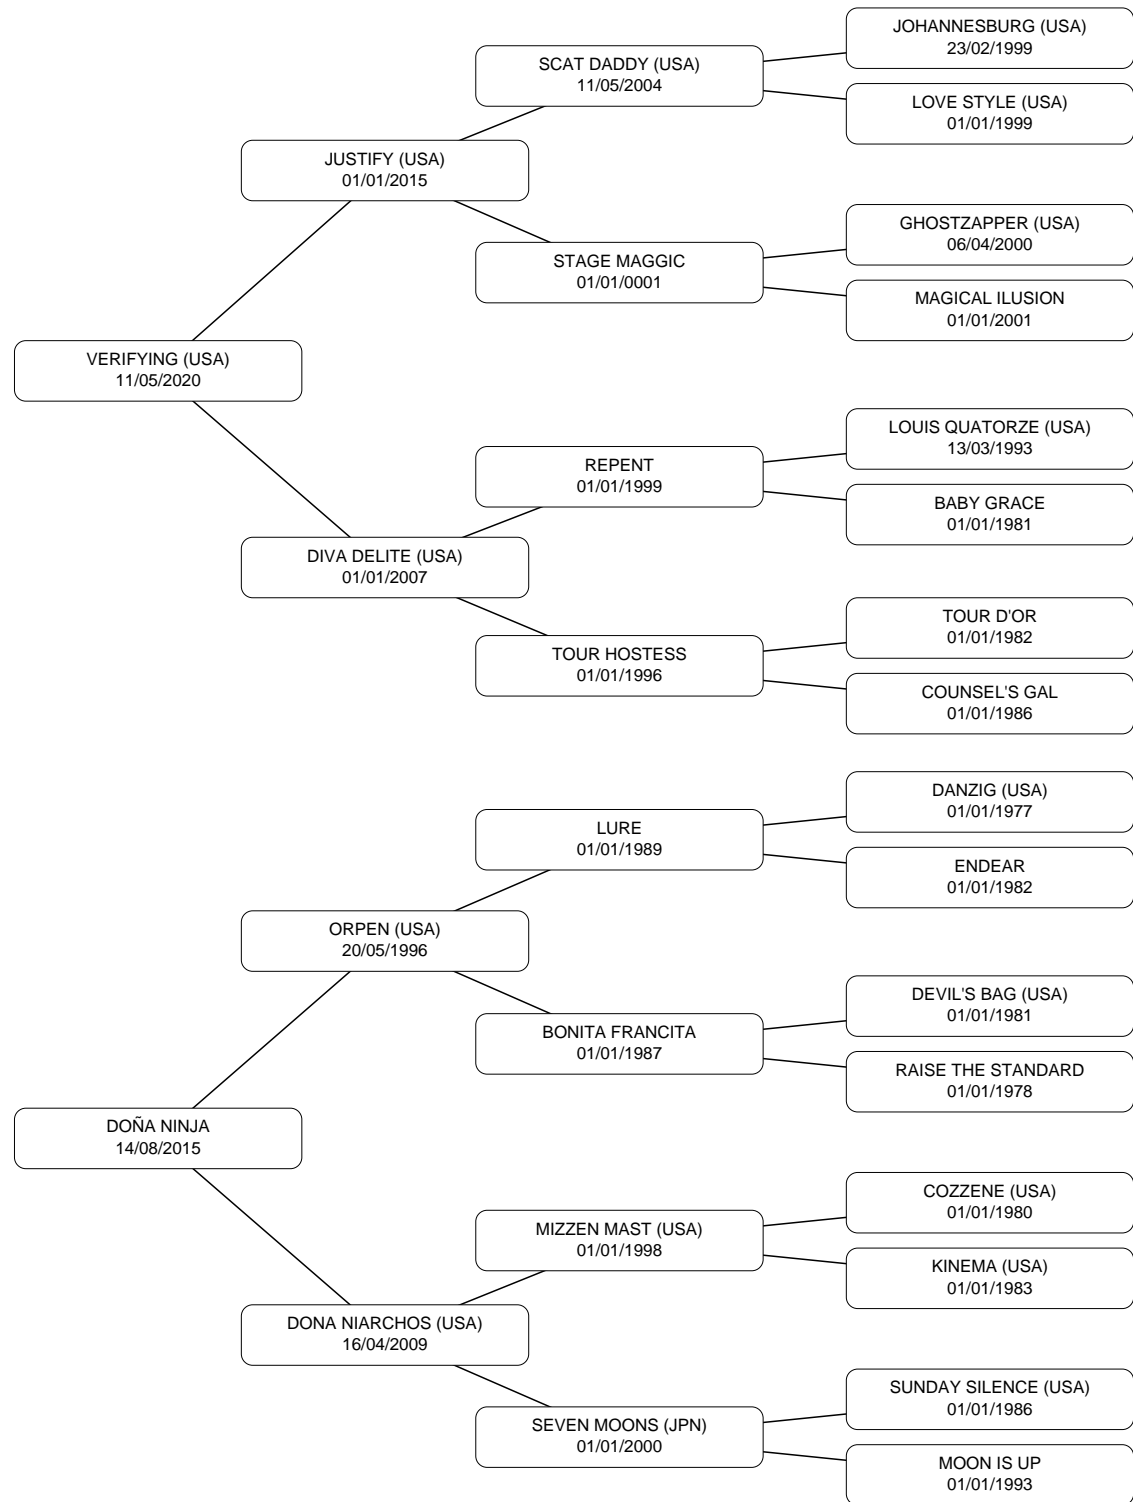 JOHANNESBURG (USA)
23/02/1999
SCAT DADDY (USA)
11/05/2004
LOVE STYLE (USA)
01/01/1999
JUSTIFY (USA)
01/01/2015
GHOSTZAPPER (USA)
06/04/2000
STAGE MAGGIC
01/01/0001
MAGICAL ILUSION
01/01/2001
VERIFYING (USA)
11/05/2020
LOUIS QUATORZE (USA)
13/03/1993
REPENT
01/01/1999
BABY GRACE
01/01/1981
DIVA DELITE (USA)
01/01/2007
TOUR D'OR
01/01/1982
TOUR HOSTESS
01/01/1996
COUNSEL'S GAL
01/01/1986
DANZIG (USA)
01/01/1977
LURE
01/01/1989
ENDEAR
01/01/1982
ORPEN (USA)
20/05/1996
DEVIL'S BAG (USA)
01/01/1981
BONITA FRANCITA
01/01/1987
RAISE THE STANDARD
01/01/1978
DOÑA NINJA
14/08/2015
COZZENE (USA)
01/01/1980
MIZZEN MAST (USA)
01/01/1998
KINEMA (USA)
01/01/1983
DONA NIARCHOS (USA)
16/04/2009
SUNDAY SILENCE (USA)
01/01/1986
SEVEN MOONS (JPN)
01/01/2000
MOON IS UP
01/01/1993